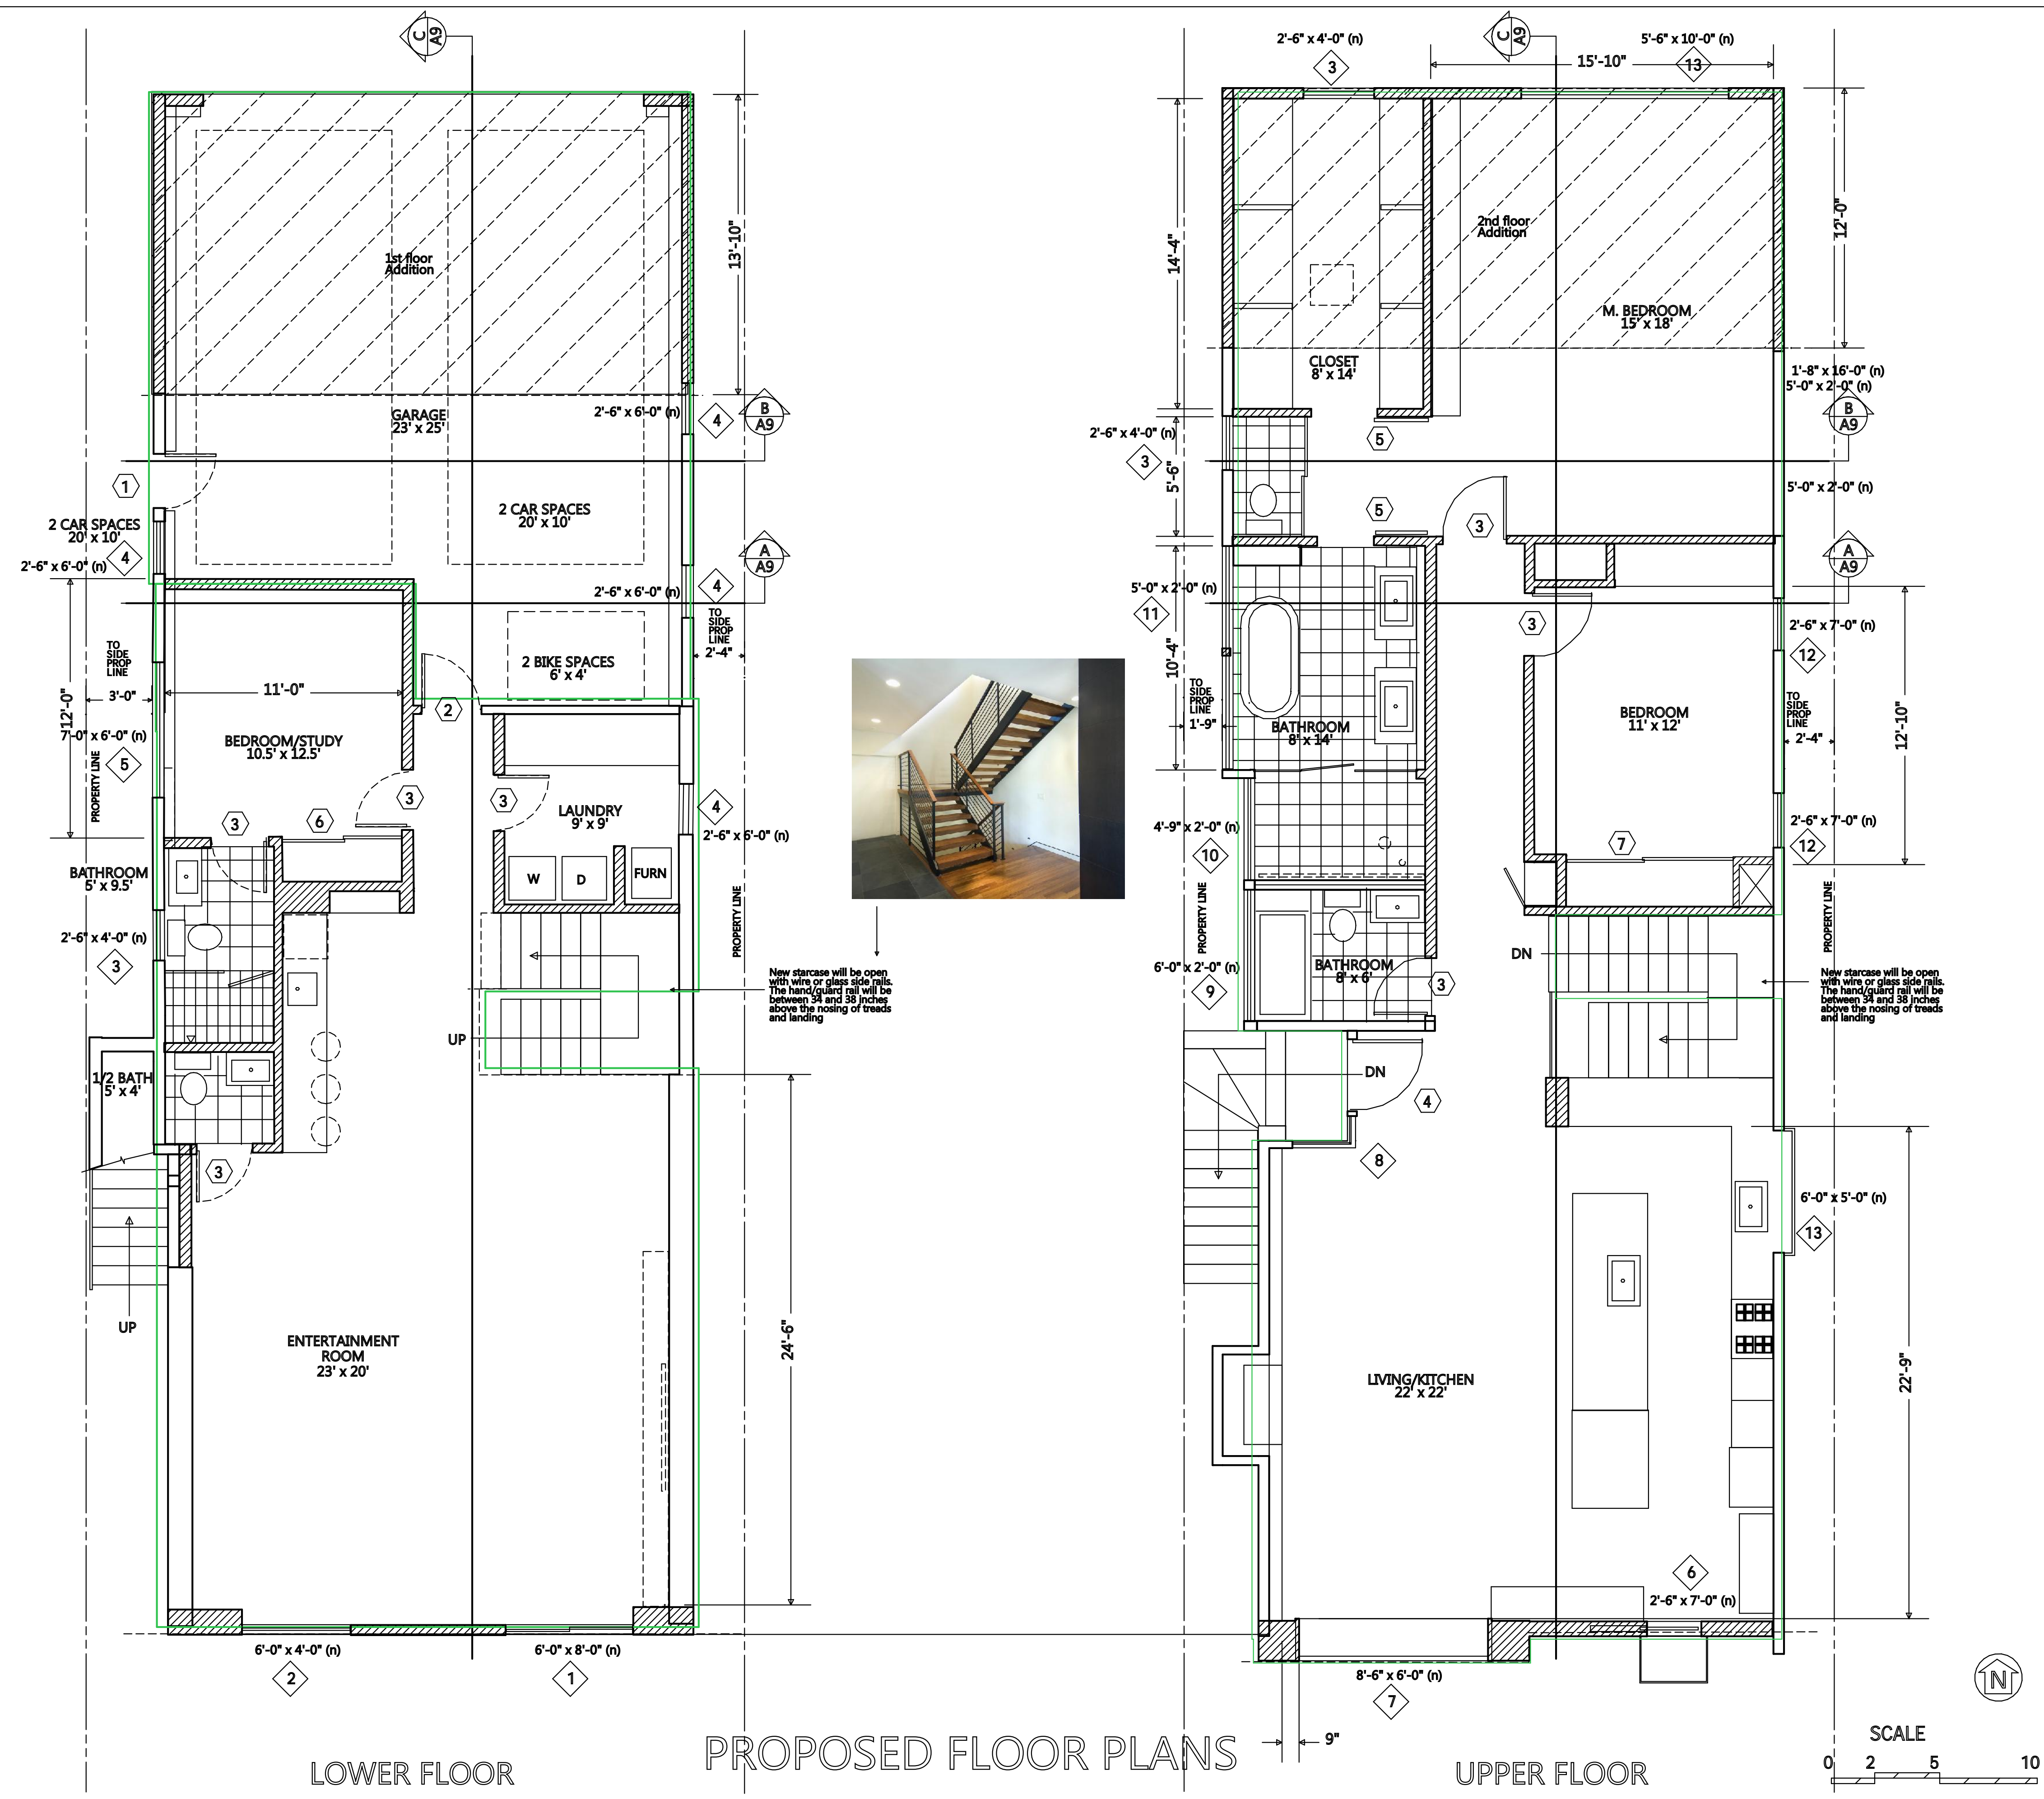 C
A9
1st floor
Addition
13'-10"
GARAGE
23' x 25'
2'-6" x 6'-0" (n)
4
B
A9
1
2 CAR SPACES
20' x 10'
2 CAR SPACES
20' x 10'
4
2'-6" x 6'-0" (n)
A
A9
2'-6" x 6'-0" (n)
4
TO
SIDE
PROP
LINE
2'-4"
TO
SIDE
PROP
LINE
3'-0"
12'-0"
11'-0"
2 BIKE SPACES
6' x 4'
2
7'-0" x 6'-0" (n)
5
PROPERTY LINE
BEDROOM/STUDY
10.5' x 12.5'
3
3
6
3
LAUNDRY
9' x 9'
4
2'-6" x 6'-0" (n)
W
D
FURN
PROPERTY LINE
BATHROOM
5' x 9.5'
2'-6" x 4'-0" (n)
3
UP
New starcase will be open
with wire or glass side rails.
The hand/guard rail will be
between 34 and 38 inches
above the nosing of treads
and landing
1/2 BATH
5' x 4'
3
UP
ENTERTAINMENT
ROOM
23' x 20'
24'-6"
6'-0" x 4'-0" (n)
2
6'-0" x 8'-0" (n)
1
LOWER FLOOR
PROPOSED FLOOR PLANS
C
A9
2'-6" x 4'-0" (n)
3
15'-10"
5'-6" x 10'-0" (n)
13
14'-4"
2nd floor
Addition
12'-0"
M. BEDROOM
15' x 18'
CLOSET
8' x 14'
1'-8" x 16'-0" (n)
5'-0" x 2'-0" (n)
B
A9
2'-6" x 4'-0" (n)
3
5'-6"
5
5
3
5'-0" x 2'-0" (n)
A
A9
5'-0" x 2'-0" (n)
11
10'-4"
3
2'-6" x 7'-0" (n)
12
TO
SIDE
PROP
LINE
1'-9"
BATHROOM
8' x 14'
BEDROOM
11' x 12'
TO
SIDE
PROP
LINE
2'-4"
12'-10"
4'-9" x 2'-0" (n)
10
7
2'-6" x 7'-0" (n)
12
PROPERTY LINE
PROPERTY LINE
6'-0" x 2'-0" (n)
9
BATHROOM
8' x 6'
3
DN
New starcase will be open
with wire or glass side rails.
The hand/guard rail will be
between 34 and 38 inches
above the nosing of treads
and landing
DN
4
8
6'-0" x 5'-0" (n)
13
LIVING/KITCHEN
22' x 22'
22'-9"
6
2'-6" x 7'-0" (n)
8'-6" x 6'-0" (n)
7
9"
N
UPPER FLOOR
SCALE
0 2 5 10